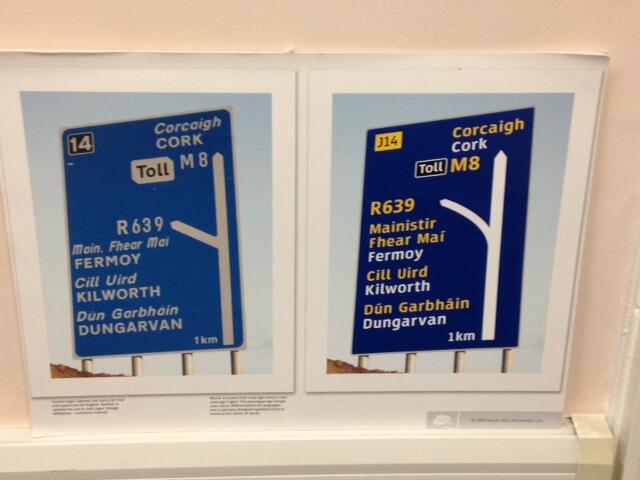 14
Corcaigh
CORK
Toll M8
R639
Main. Fhear Maí
FERMOY
Cill Uird
KILWORTH
Dún Garbháin
DUNGARVAN
1km
J14
Corcaigh
Cork
Toll M8
R639
Mainistir
Fhear Maí
Fermoy
Cill Uird
Kilworth
Dún Garbháin
Dungarvan
1km